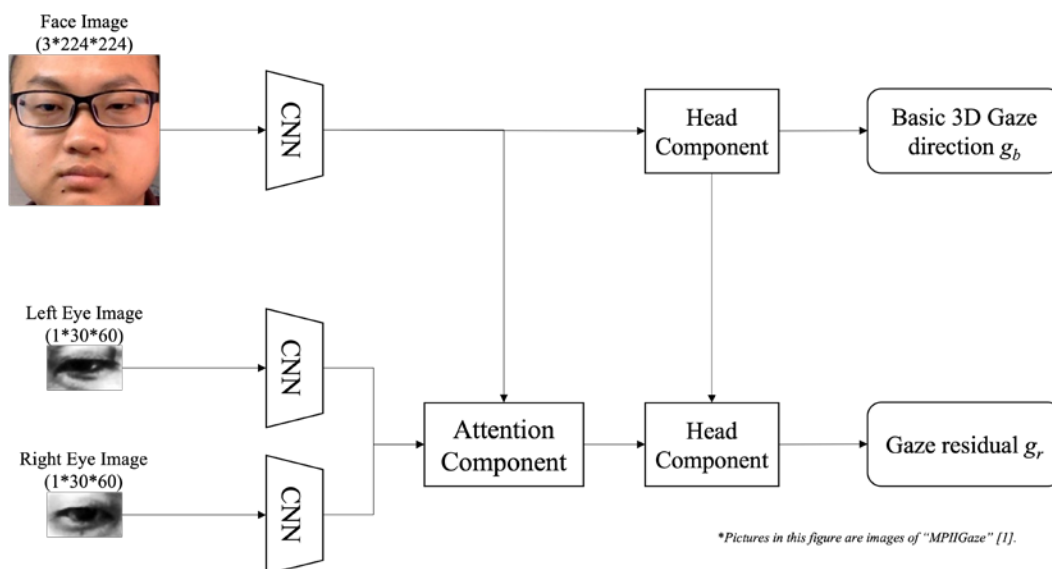 Face Image
(3*224*224)
CNN
Head
Component
Basic 3D Gaze
direction g_b
Left Eye Image
(1*30*60)
CNN
Right Eye Image
(1*30*60)
CNN
Attention
Component
Head
Component
Gaze residual g_r
*Pictures in this figure are images of “MPIIGaze” [1].